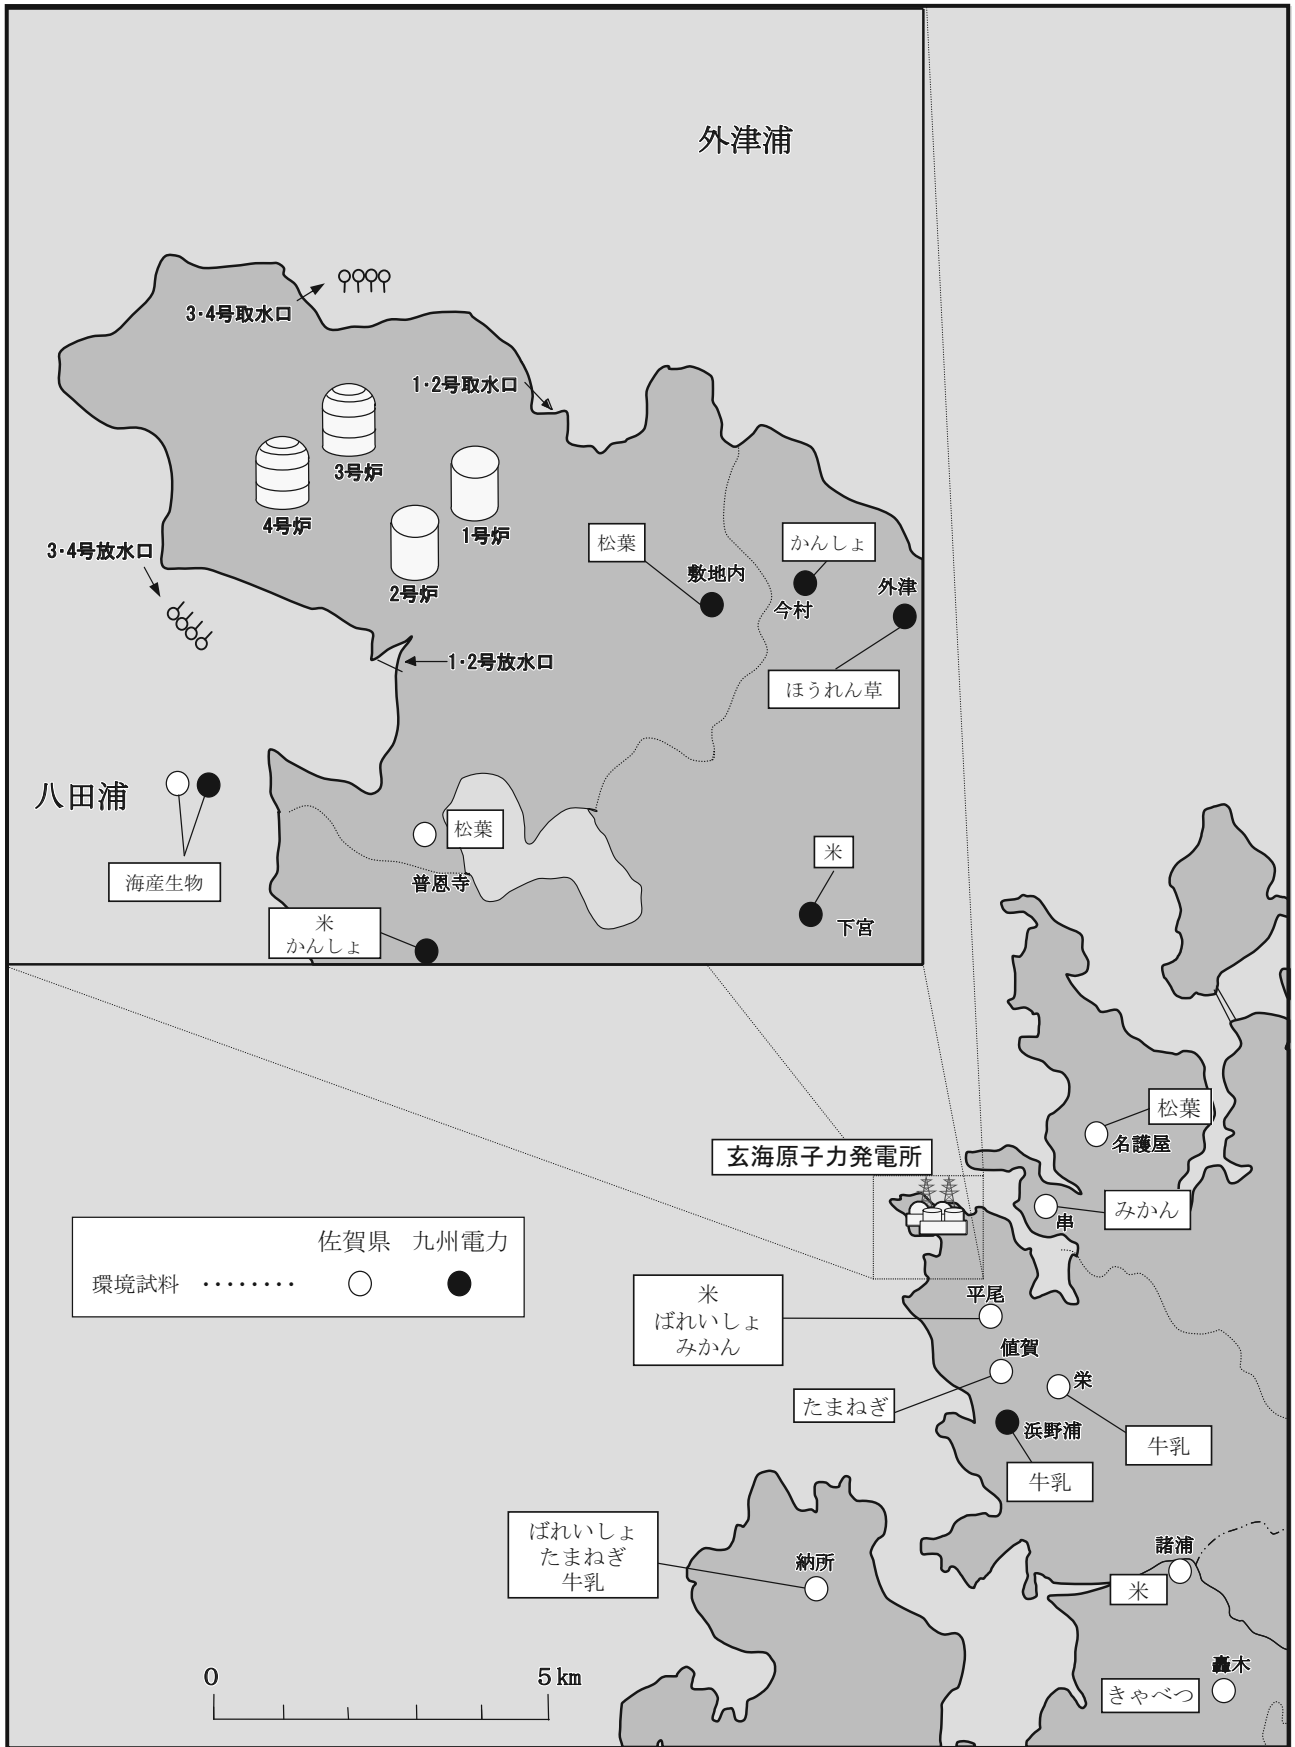 外津浦
3・4号取水口
1・2号取水口
3号炉
4号炉
1号炉
2号炉
3・4号放水口
松葉
敷地内
かんしょ
今村
外津
ほうれん草
1・2号放水口
八田浦
海産生物
松葉
普恩寺
米
かんしょ
米
下宮
松葉
名護屋
玄海原子力発電所
みかん
串
佐賀県 九州電力
環境試料 ‥‥‥‥
米
ばれいしょ
みかん
平尾
値賀
たまねぎ
栄
牛乳
浜野浦
牛乳
ばれいしょ
たまねぎ
牛乳
納所
諸浦
米
轟木
きゃべつ
0 5km